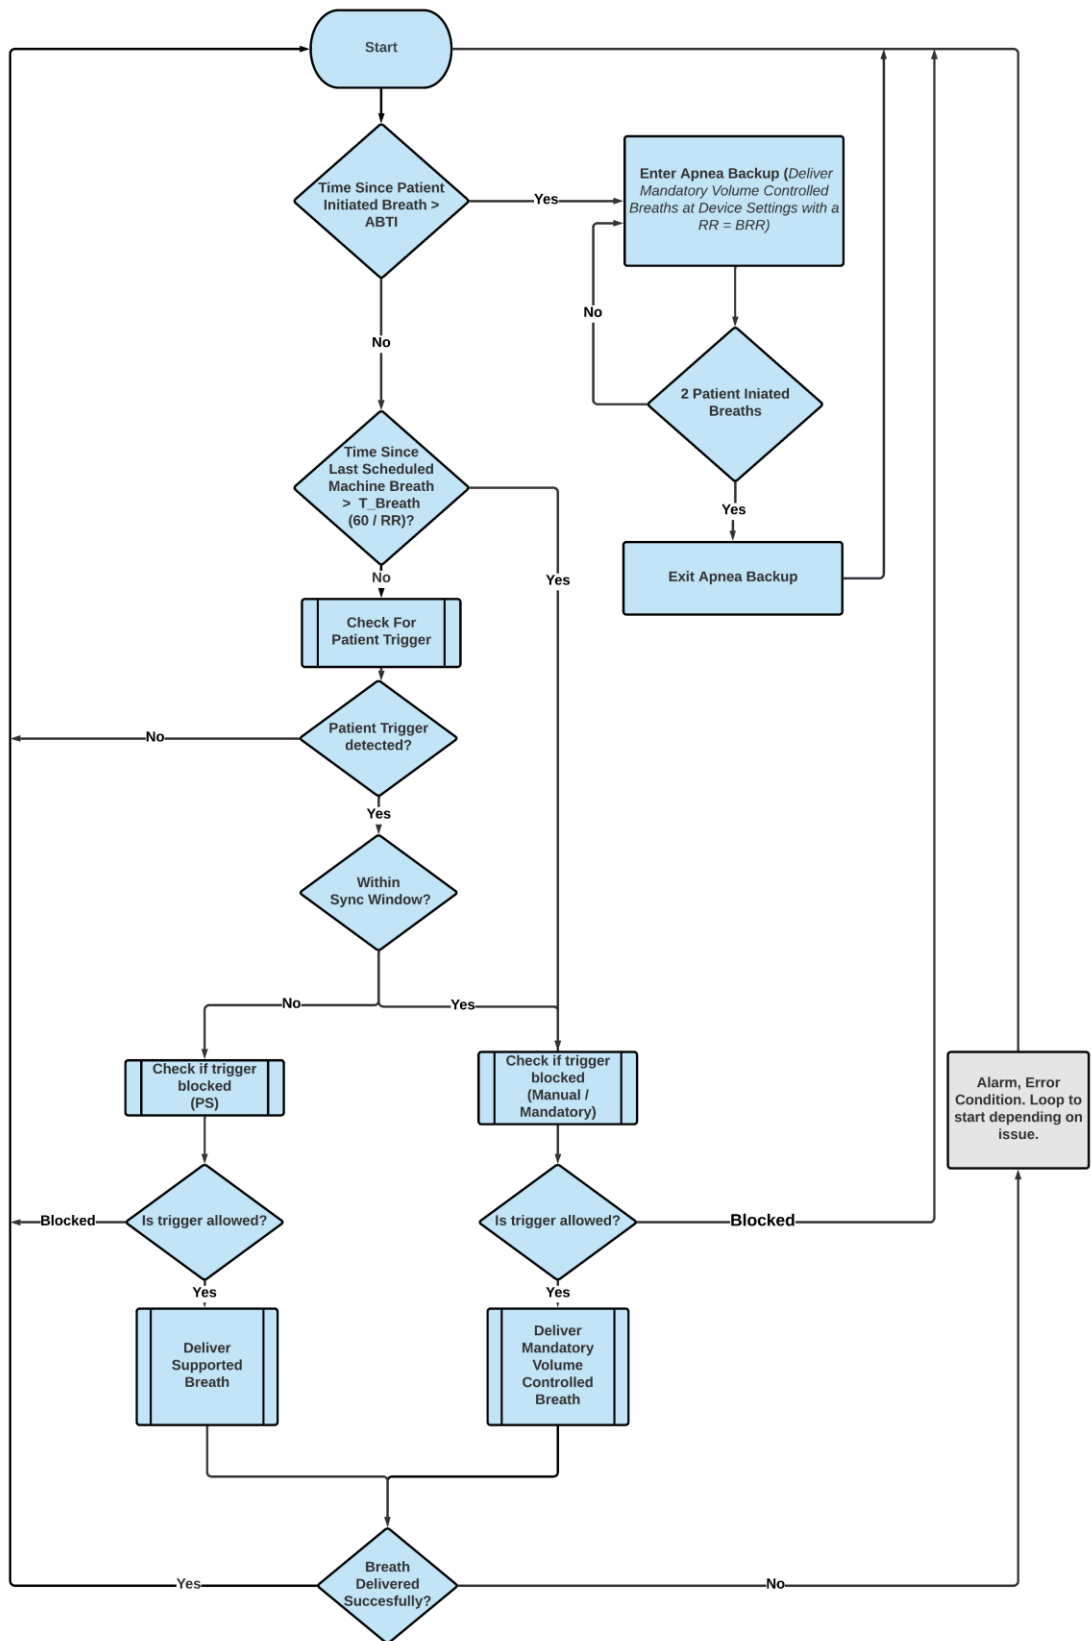 Start
Time Since Patient
Initiated Breath >
ABTI
Yes
Enter Apnea Backup (Deliver
Mandatory Volume Controlled
Breaths at Device Settings with a
RR = BRR)
No
No
2 Patient Iniated
Breaths
Time Since
Last Scheduled
Machine Breath
> T_Breath
(60 / RR)?
Yes
Exit Apnea Backup
No
Yes
Check For
Patient Trigger
Patient Trigger
detected?
No
Yes
Within
Sync Window?
No
Yes
Check if trigger
blocked
(PS)
Check if trigger
blocked
(Manual /
Mandatory)
Alarm, Error
Condition. Loop to
start depending on
issue.
Blocked
Is trigger allowed?
Is trigger allowed?
Blocked
Yes
Yes
Deliver
Supported
Breath
Deliver
Mandatory
Volume
Controlled
Breath
Breath
Delivered
Succesfully?
Yes
No